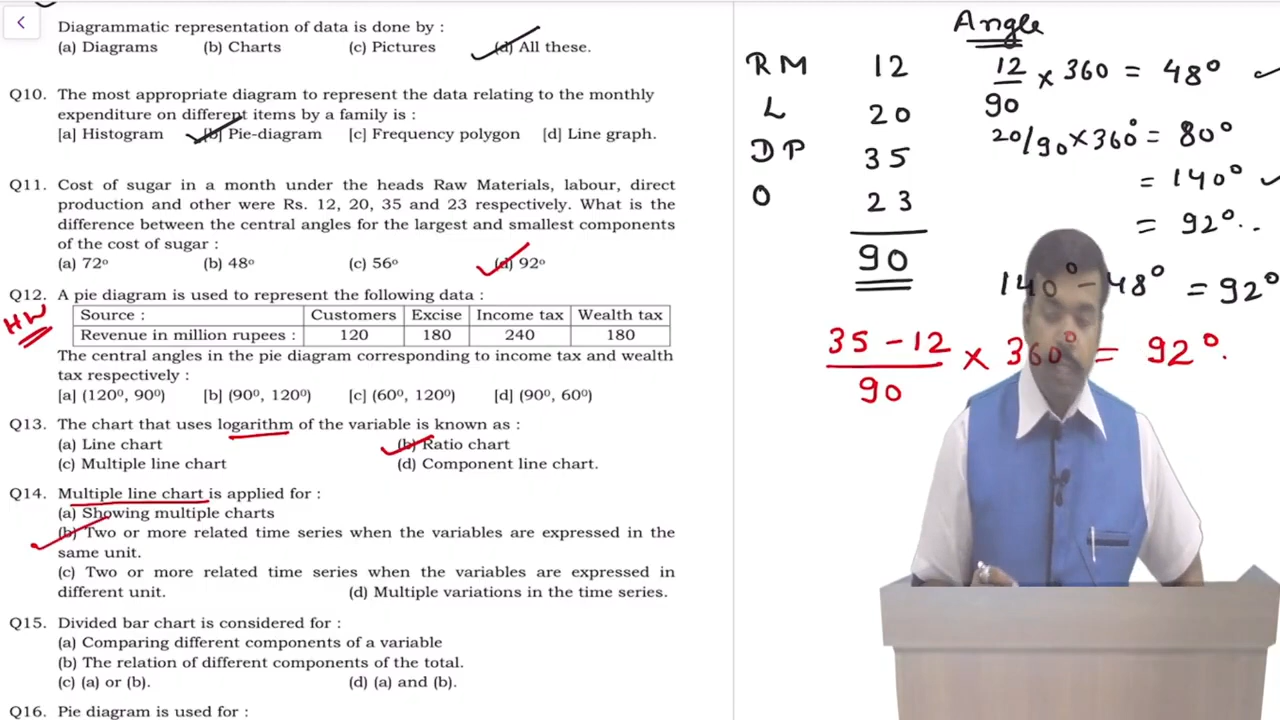 Diagrammatic representation of data is done by :
(a) Diagrams (b) Charts (c) Pictures (d) All these.
Q10. The most appropriate diagram to represent the data relating to the monthly
expenditure on different items by a family is :
[a] Histogram [b] Pie-diagram [c] Frequency polygon [d] Line graph.
Q11. Cost of sugar in a month under the heads Raw Materials, labour, direct
production and other were Rs. 12, 20, 35 and 23 respectively. What is the
difference between the central angles for the largest and smallest components
of the cost of sugar :
(a) 72° (b) 48° (c) 56° (d) 92°
Q12. A pie diagram is used to represent the following data :
HW
Source : Customers Excise Income tax Wealth tax
Revenue in million rupees : 120 180 240 180
The central angles in the pie diagram corresponding to income tax and wealth
tax respectively :
[a] (120⁰, 90⁰) [b] (90⁰, 120⁰) [c] (60⁰, 120⁰) [d] (90⁰, 60⁰)
Q13. The chart that uses logarithm of the variable is known as :
(a) Line chart (b) Ratio chart
(c) Multiple line chart (d) Component line chart.
Q14. Multiple line chart is applied for :
(a) Showing multiple charts
(b) Two or more related time series when the variables are expressed in the
same unit.
(c) Two or more related time series when the variables are expressed in
different unit. (d) Multiple variations in the time series.
Q15. Divided bar chart is considered for :
(a) Comparing different components of a variable
(b) The relation of different components of the total.
(c) (a) or (b). (d) (a) and (b).
Q16. Pie diagram is used for :
Angle
RM 12 12/90 × 360 = 48°
L 20 20/90 × 360° = 80°
DP 35 = 140°
O 23 = 92°..
90
140° - 48° = 92°
35 - 12 / 90 × 360° = 92°.